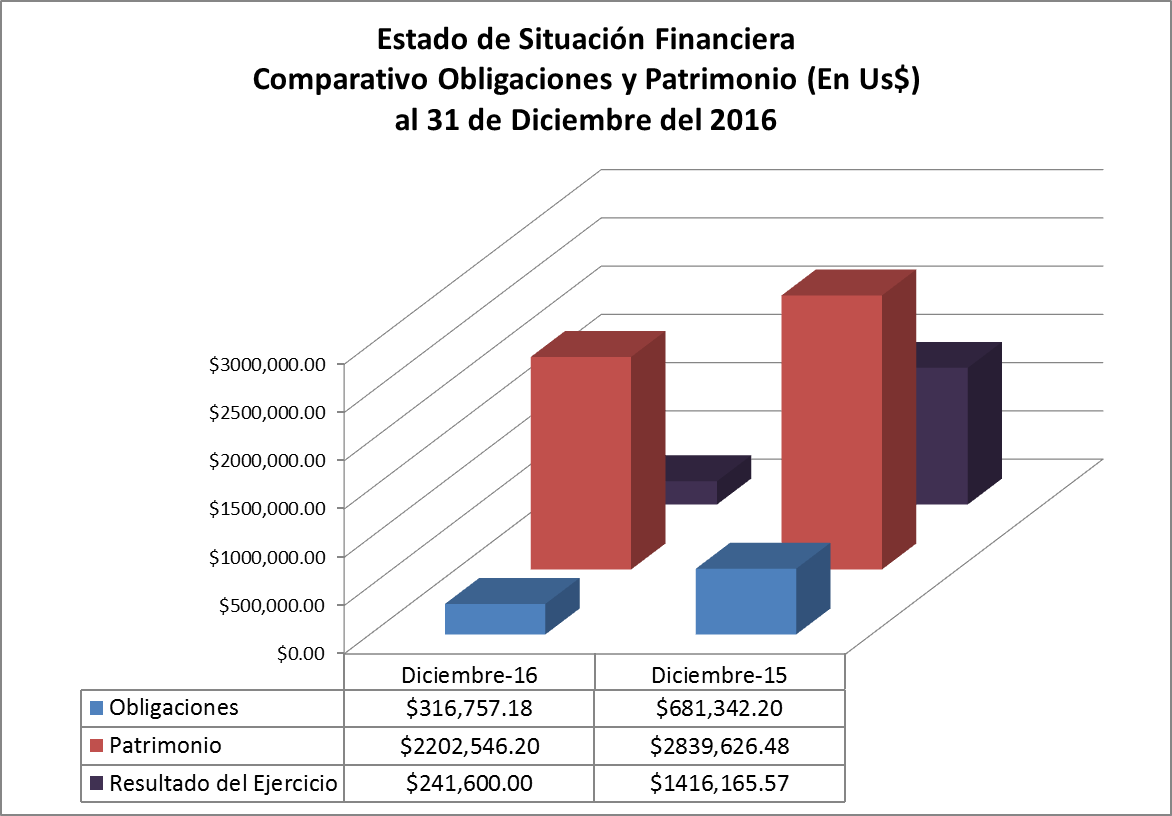 Estado de Situación Financiera
Comparativo Obligaciones y Patrimonio (En Us$)
al 31 de Diciembre del 2016
$3000,000.00
$2500,000.00
$2000,000.00
$1500,000.00
$1000,000.00
$500,000.00
$0.00
Diciembre-16 Diciembre-15
Obligaciones $316,757.18 $681,342.20
Patrimonio $2202,546.20 $2839,626.48
Resultado del Ejercicio $241,600.00 $1416,165.57